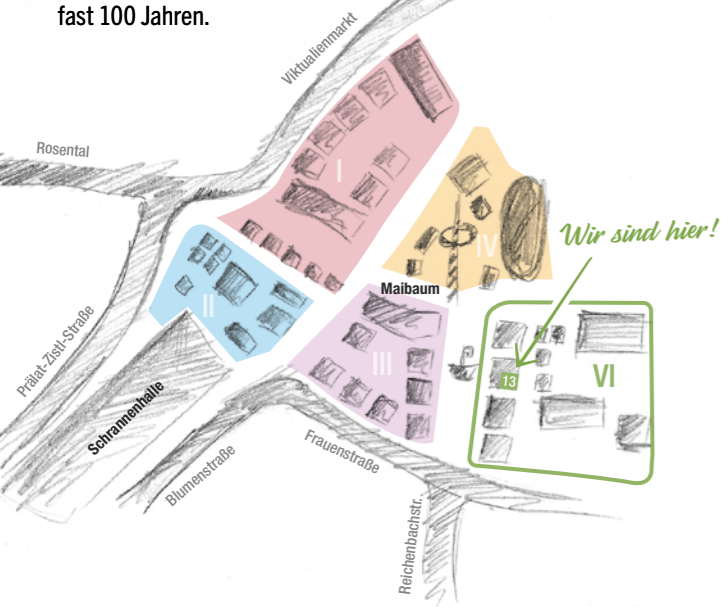 fast 100 Jahren.
Viktualienmarkt
Rosental
I
IV
Wir sind hier!
Maibaum
II
III
13
VI
Prälat-Zistl-Straße
Schrannenhalle
Blumenstraße
Frauenstraße
Reichenbachstr.